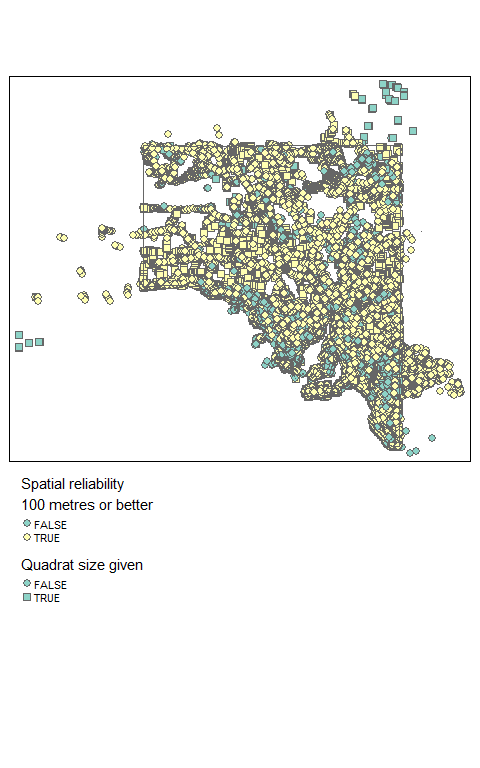 Spatial reliability
100 metres or better
FALSE
TRUE
Quadrat size given
FALSE
TRUE